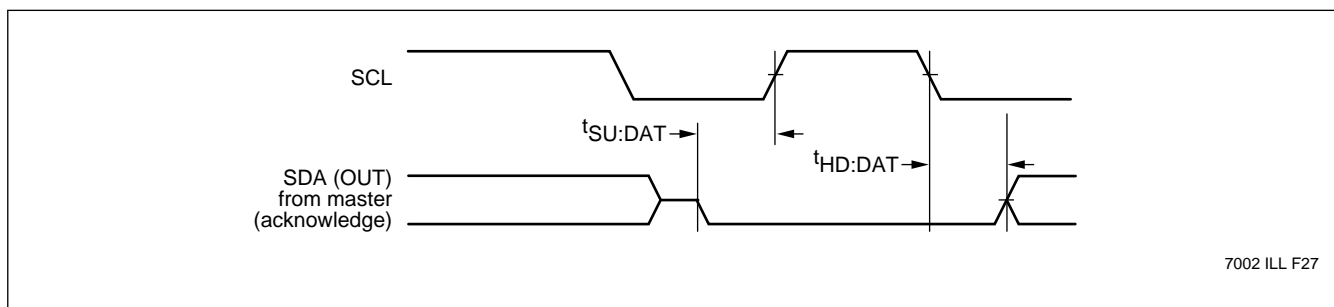 SCL
tSU:DAT
tHD:DAT
SDA (OUT)
from master
(acknowledge)
7002 ILL F27